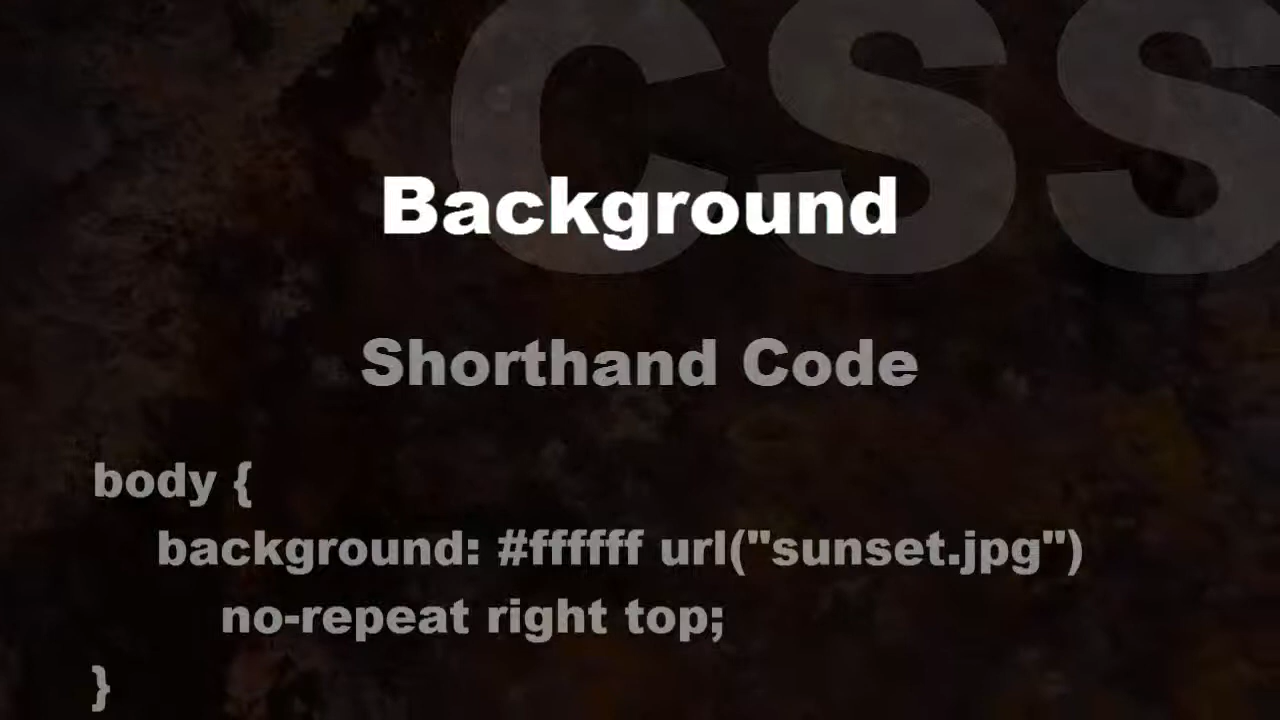 CSS
Background
Shorthand Code
body {
background: #ffffff url("sunset.jpg")
no-repeat right top;
}